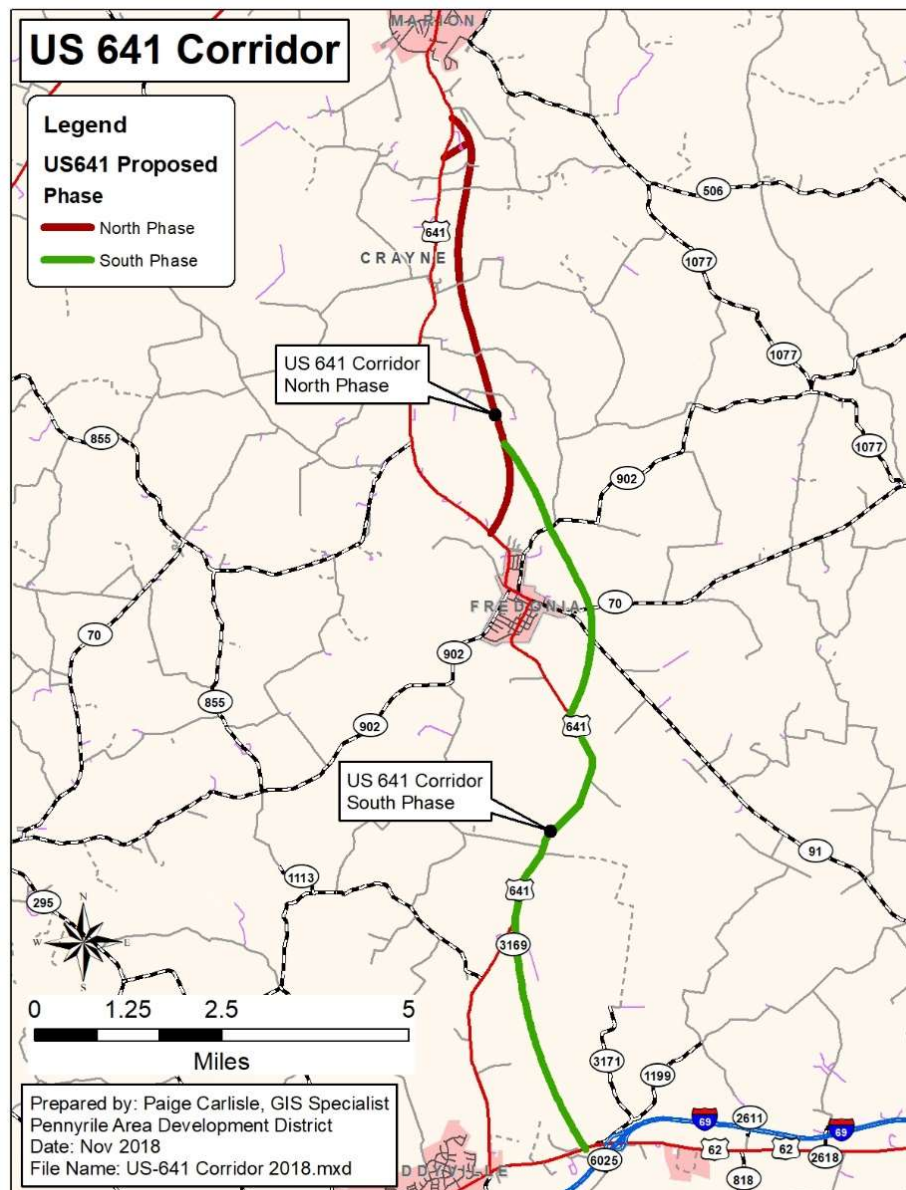 MARION
US 641 Corridor
Legend
US641 Proposed
Phase
North Phase
South Phase
506
1077
641
CRAYNE
1077
1077
US 641 Corridor
North Phase
855
1077
902
FREDONIA
70
70
902
855
902
641
US 641 Corridor
South Phase
91
1113
641
295
N
W
E
S
3169
0
1.25
2.5
5
Miles
3171
1199
69
2611
69
62
62
2618
6025
818
Prepared by: Paige Carlisle, GIS Specialist
Pennyrile Area Development District
Date: Nov 2018
File Name: US-641 Corridor 2018.mxd